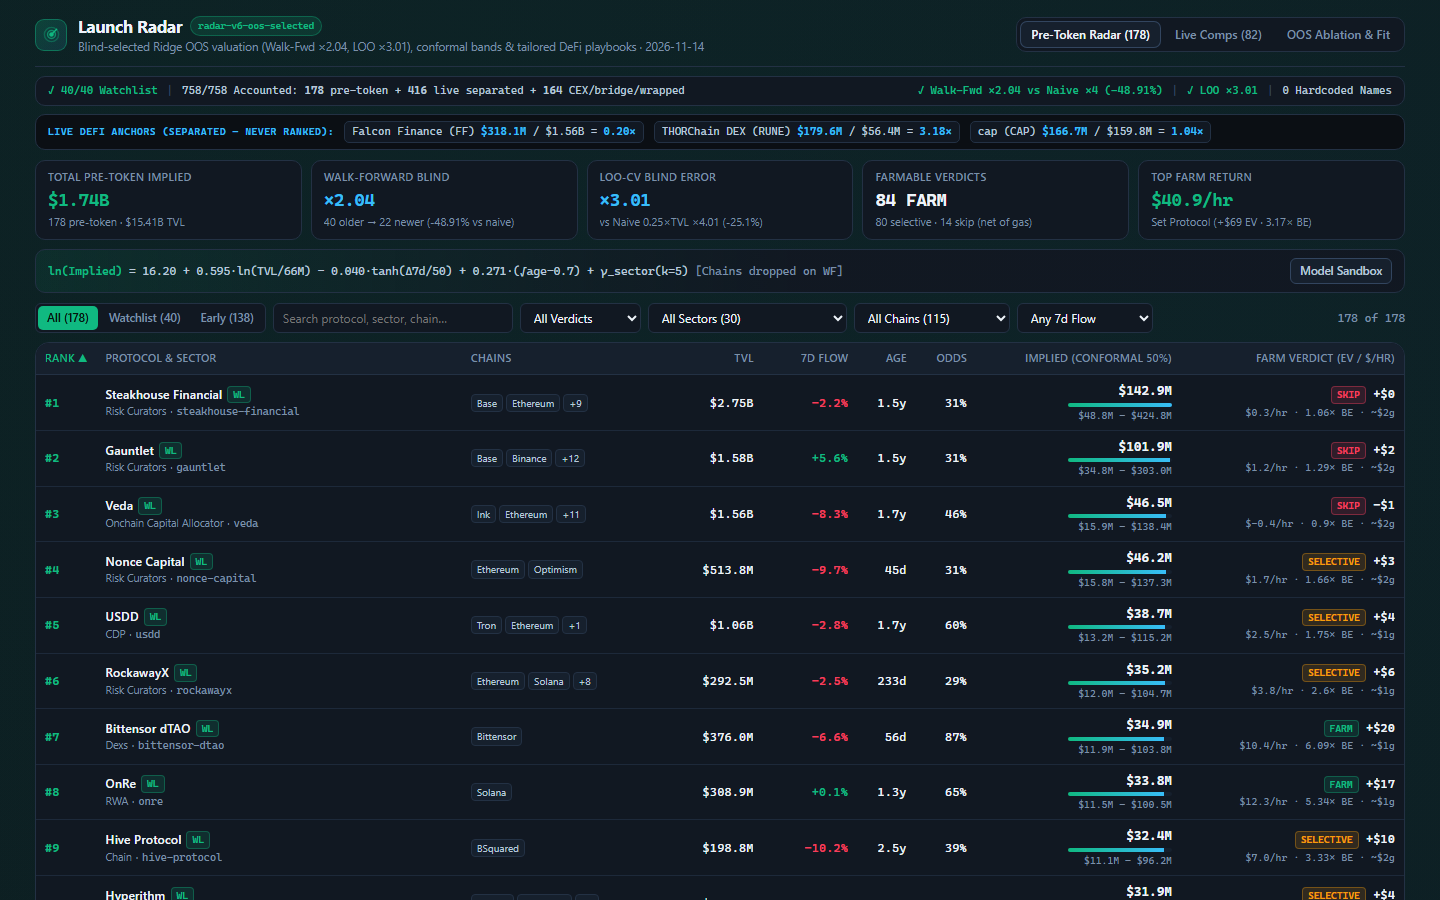 Launch Radar radar-v6-oos-selected
Blind-selected Ridge OOS valuation (Walk-Fwd ×2.04, LOO ×3.01), conformal bands & tailored DeFi playbooks · 2026-11-14
Pre-Token Radar (178) Live Comps (82) OOS Ablation & Fit
✓ 40/40 Watchlist | 758/758 Accounted: 178 pre-token + 416 live separated + 164 CEX/bridge/wrapped
✓ Walk-Fwd ×2.04 vs Naive ×4 (-48.91%) | ✓ LOO ×3.01 | 0 Hardcoded Names
LIVE DEFI ANCHORS (SEPARATED — NEVER RANKED): Falcon Finance (FF) $318.1M / $1.56B = 0.20× THORChain DEX (RUNE) $179.6M / $56.4M = 3.18× cap (CAP) $166.7M / $159.8M = 1.04×
TOTAL PRE-TOKEN IMPLIED
$1.74B
178 pre-token · $15.41B TVL
WALK-FORWARD BLIND
×2.04
40 older → 22 newer (-48.91% vs naive)
LOO-CV BLIND ERROR
×3.01
vs Naive 0.25×TVL ×4.01 (-25.1%)
FARMABLE VERDICTS
84 FARM
80 selective · 14 skip (net of gas)
TOP FARM RETURN
$40.9/hr
Set Protocol (+$69 EV · 3.17× BE)
ln(Implied) = 16.20 + 0.595·ln(TVL/66M) − 0.040·tanh(Δ7d/50) + 0.271·(√age−0.7) + γ_sector(k=5) [Chains dropped on WF]
Model Sandbox
All (178) Watchlist (40) Early (138) Search protocol, sector, chain... All Verdicts All Sectors (30) All Chains (115) Any 7d Flow 178 of 178
RANK ▲ PROTOCOL & SECTOR CHAINS TVL 7D FLOW AGE ODDS IMPLIED (CONFORMAL 50%) FARM VERDICT (EV / $/HR)
#1 Steakhouse Financial WL Base Ethereum +9 $2.75B −2.2% 1.5y 31% $142.9M SKIP +$0
Risk Curators · steakhouse-financial $48.8M — $424.8M $0.3/hr · 1.06× BE · ~$2g
#2 Gauntlet WL Base Binance +12 $1.58B +5.6% 1.5y 31% $101.9M SKIP +$2
Risk Curators · gauntlet $34.8M — $303.0M $1.2/hr · 1.29× BE · ~$2g
#3 Veda WL Ink Ethereum +11 $1.56B −8.3% 1.7y 46% $46.5M SKIP −$1
Onchain Capital Allocator · veda $15.9M — $138.4M $-0.4/hr · 0.9× BE · ~$2g
#4 Nonce Capital WL Ethereum Optimism $513.8M −9.7% 45d 31% $46.2M SELECTIVE +$3
Risk Curators · nonce-capital $15.8M — $137.3M $1.7/hr · 1.66× BE · ~$2g
#5 USDD WL Tron Ethereum +1 $1.06B −2.8% 1.7y 60% $38.7M SELECTIVE +$4
CDP · usdd $13.2M — $115.2M $2.5/hr · 1.75× BE · ~$1g
#6 RockawayX WL Ethereum Solana +8 $292.5M −2.5% 233d 29% $35.2M SELECTIVE +$6
Risk Curators · rockawayx $12.0M — $104.7M $3.8/hr · 2.6× BE · ~$1g
#7 Bittensor dTAO WL Bittensor $376.0M −6.6% 56d 87% $34.9M FARM +$20
Dexs · bittensor-dtao $11.9M — $103.8M $10.4/hr · 6.09× BE · ~$1g
#8 OnRe WL Solana $308.9M +0.1% 1.3y 65% $33.8M FARM +$17
RWA · onre $11.5M — $100.5M $12.3/hr · 5.34× BE · ~$1g
#9 Hive Protocol WL BSquared $198.8M −10.2% 2.5y 39% $32.4M SELECTIVE +$10
Chain · hive-protocol $11.1M — $96.2M $7.0/hr · 3.33× BE · ~$2g
Hyperithm WL $31.9M SELECTIVE +$4